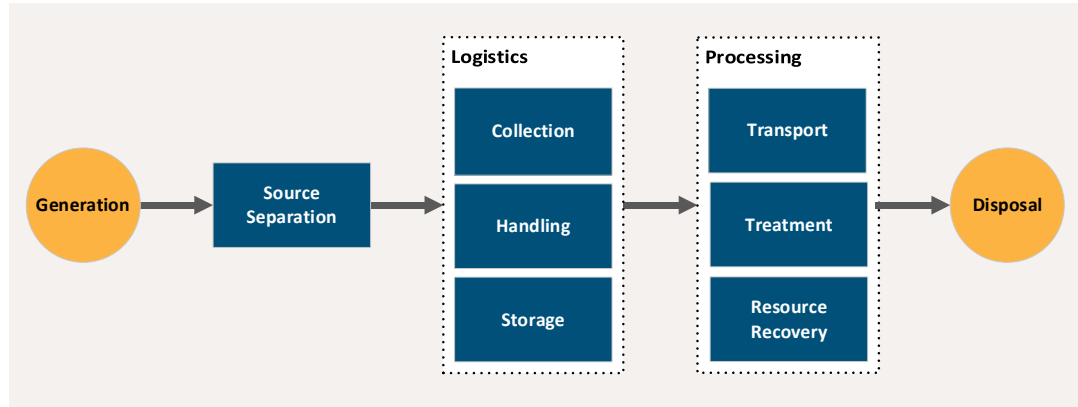 Generation
Source
Separation
Logistics
Collection
Handling
Storage
Processing
Transport
Treatment
Resource
Recovery
Disposal